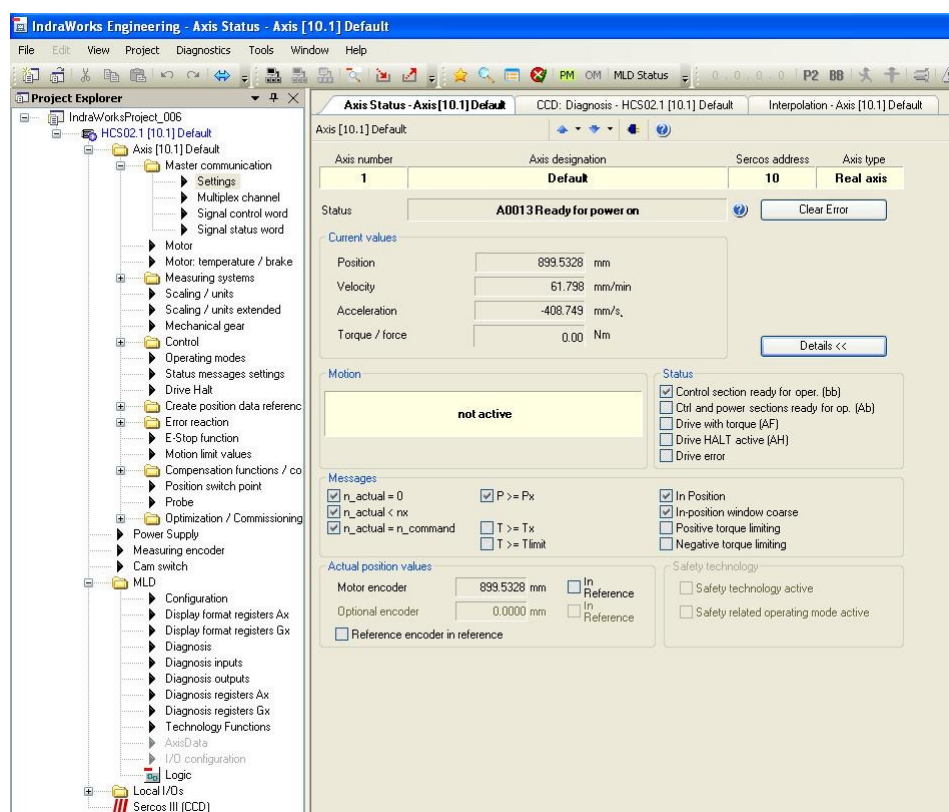 IndraWorks Engineering - Axis Status - Axis [10.1] Default
File Edit View Project Diagnostics Tools Window Help
PM OM MLD Status 0 . 0 . 0 . 0 P2 BB
Project Explorer
IndraWorksProject_006
HCS02.1 [10.1] Default
Axis [10.1] Default
Master communication
Settings
Multiplex channel
Signal control word
Signal status word
Motor
Motor: temperature / brake
Measuring systems
Scaling / units
Scaling / units extended
Mechanical gear
Control
Operating modes
Status messages settings
Drive Halt
Create position data referenc
Error reaction
E-Stop function
Motion limit values
Compensation functions / co
Position switch point
Probe
Optimization / Commissioning
Power Supply
Measuring encoder
Cam switch
MLD
Configuration
Display format registers Ax
Display format registers Gx
Diagnosis
Diagnosis inputs
Diagnosis outputs
Diagnosis registers Ax
Diagnosis registers Gx
Technology Functions
AxisData
I/O configuration
Logic
Local I/Os
Sercos III (CCD)
Axis Status - Axis [10.1] Default CCD: Diagnosis - HCS02.1 [10.1] Default Interpolation - Axis [10.1] Default
Axis [10.1] Default
Axis number Axis designation Sercos address Axis type
1 Default 10 Real axis
Status A0013 Ready for power on Clear Error
Current values
Position 899.5328 mm
Velocity 61.798 mm/min
Acceleration -408.749 mm/s
Torque / force 0.00 Nm
Details <<
Motion
not active
Status
Control section ready for oper. (bb)
Ctrl and power sections ready for op. (Ab)
Drive with torque (AF)
Drive HALT active (AH)
Drive error
Messages
n_actual = 0 P >= Px In Position
n_actual < nx In-position window coarse
n_actual = n_command T >= Tx Positive torque limiting
T >= Tlimit Negative torque limiting
Actual position values
Motor encoder 899.5328 mm In Reference
Optional encoder 0.0000 mm In Reference
Reference encoder in reference
Safety technology
Safety technology active
Safety related operating mode active